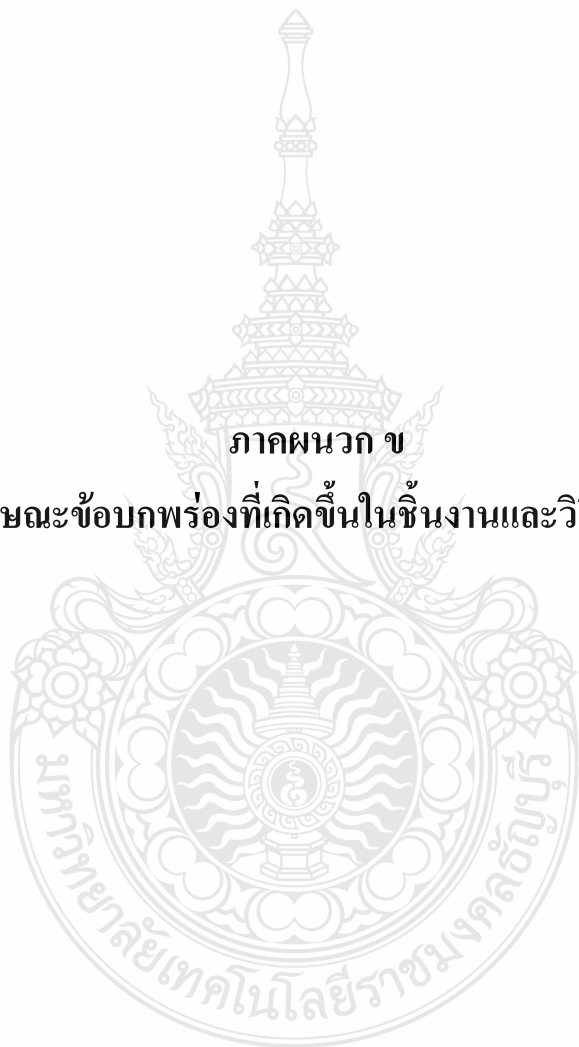 ภาคผนวก ข
ษณะข้อบกพร่องที่เกิดขึ้นในชิ้นงานและวิ
มหาวิทยาลัยเทคโนโลยีราชมงคลธัญบุรี